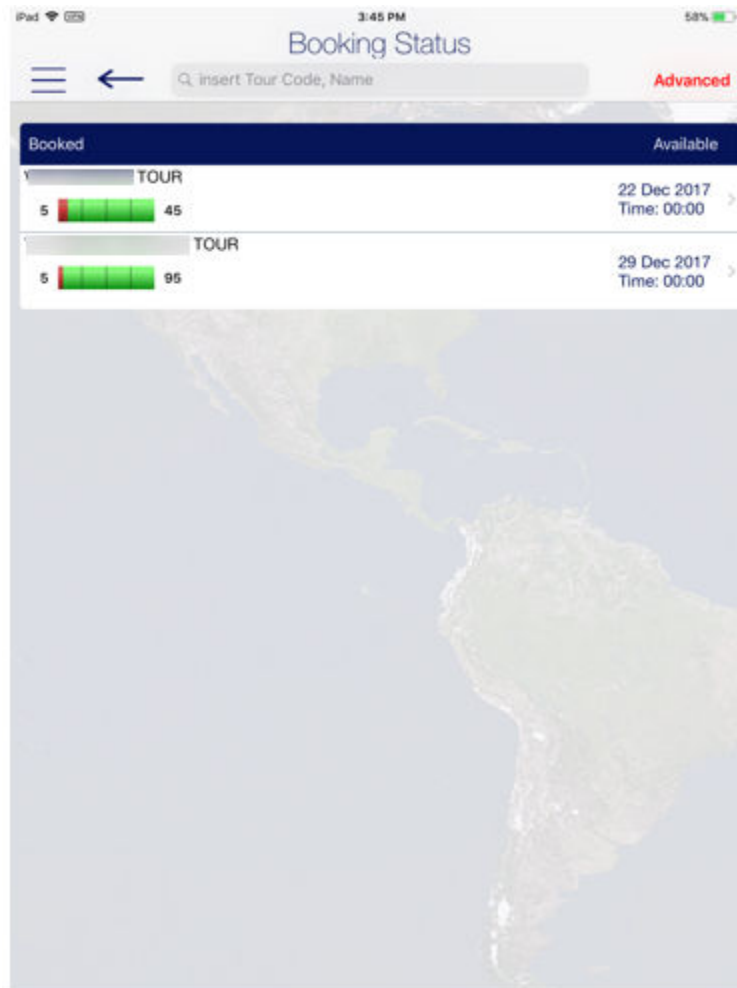 iPad VPN 3:45 PM 58%
Booking Status
insert Tour Code, Name Advanced
Booked Available
TOUR
22 Dec 2017
5 45 Time: 00:00
TOUR
29 Dec 2017
5 95 Time: 00:00